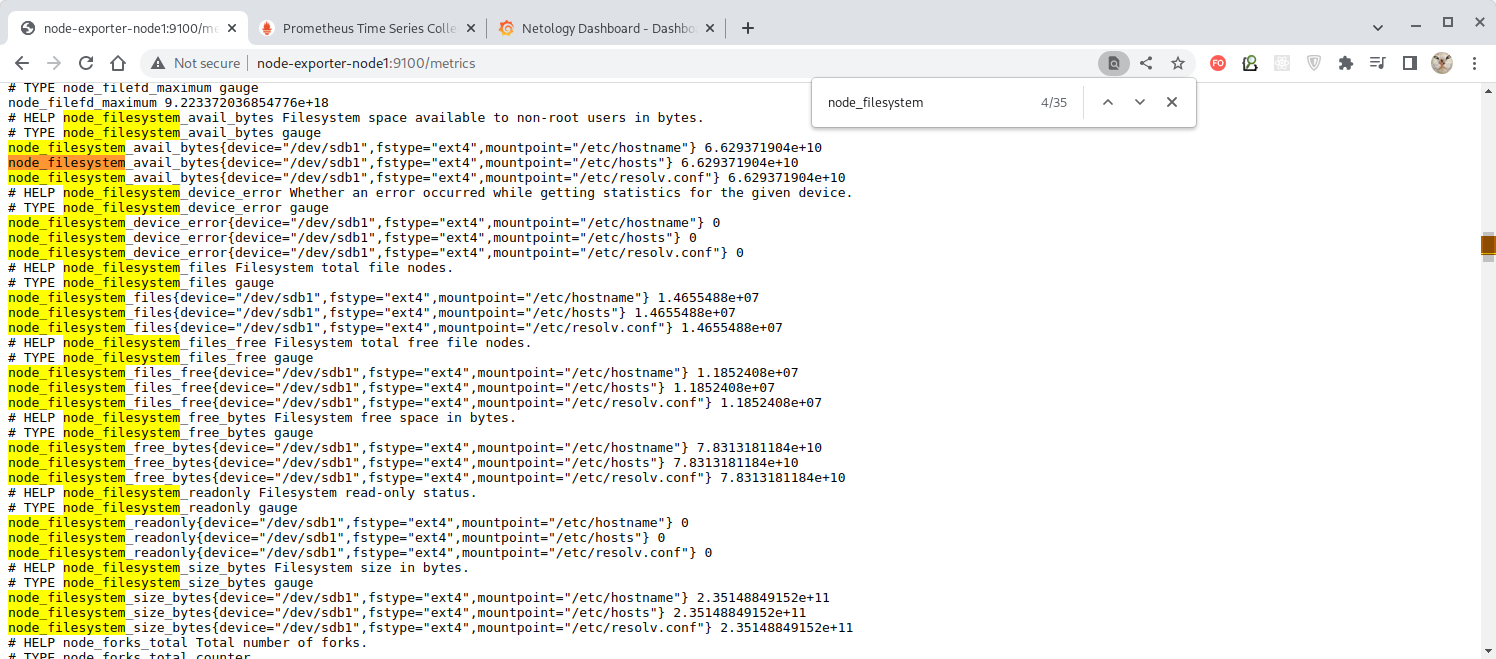 node-exporter-node1:9100/me
Prometheus Time Series Colle
Netology Dashboard - Dashbo
Not secure node-exporter-node1:9100/metrics
FO
node_filesystem 4/35
# TYPE node_filefd_maximum gauge
node_filefd_maximum 9.223372036854776e+18
# HELP node_filesystem_avail_bytes Filesystem space available to non-root users in bytes.
# TYPE node_filesystem_avail_bytes gauge
node_filesystem_avail_bytes{device="/dev/sdb1",fstype="ext4",mountpoint="/etc/hostname"} 6.629371904e+10
node_filesystem_avail_bytes{device="/dev/sdb1",fstype="ext4",mountpoint="/etc/hosts"} 6.629371904e+10
node_filesystem_avail_bytes{device="/dev/sdb1",fstype="ext4",mountpoint="/etc/resolv.conf"} 6.629371904e+10
# HELP node_filesystem_device_error Whether an error occurred while getting statistics for the given device.
# TYPE node_filesystem_device_error gauge
node_filesystem_device_error{device="/dev/sdb1",fstype="ext4",mountpoint="/etc/hostname"} 0
node_filesystem_device_error{device="/dev/sdb1",fstype="ext4",mountpoint="/etc/hosts"} 0
node_filesystem_device_error{device="/dev/sdb1",fstype="ext4",mountpoint="/etc/resolv.conf"} 0
# HELP node_filesystem_files Filesystem total file nodes.
# TYPE node_filesystem_files gauge
node_filesystem_files{device="/dev/sdb1",fstype="ext4",mountpoint="/etc/hostname"} 1.4655488e+07
node_filesystem_files{device="/dev/sdb1",fstype="ext4",mountpoint="/etc/hosts"} 1.4655488e+07
node_filesystem_files{device="/dev/sdb1",fstype="ext4",mountpoint="/etc/resolv.conf"} 1.4655488e+07
# HELP node_filesystem_files_free Filesystem total free file nodes.
# TYPE node_filesystem_files_free gauge
node_filesystem_files_free{device="/dev/sdb1",fstype="ext4",mountpoint="/etc/hostname"} 1.1852408e+07
node_filesystem_files_free{device="/dev/sdb1",fstype="ext4",mountpoint="/etc/hosts"} 1.1852408e+07
node_filesystem_files_free{device="/dev/sdb1",fstype="ext4",mountpoint="/etc/resolv.conf"} 1.1852408e+07
# HELP node_filesystem_free_bytes Filesystem free space in bytes.
# TYPE node_filesystem_free_bytes gauge
node_filesystem_free_bytes{device="/dev/sdb1",fstype="ext4",mountpoint="/etc/hostname"} 7.8313181184e+10
node_filesystem_free_bytes{device="/dev/sdb1",fstype="ext4",mountpoint="/etc/hosts"} 7.8313181184e+10
node_filesystem_free_bytes{device="/dev/sdb1",fstype="ext4",mountpoint="/etc/resolv.conf"} 7.8313181184e+10
# HELP node_filesystem_readonly Filesystem read-only status.
# TYPE node_filesystem_readonly gauge
node_filesystem_readonly{device="/dev/sdb1",fstype="ext4",mountpoint="/etc/hostname"} 0
node_filesystem_readonly{device="/dev/sdb1",fstype="ext4",mountpoint="/etc/hosts"} 0
node_filesystem_readonly{device="/dev/sdb1",fstype="ext4",mountpoint="/etc/resolv.conf"} 0
# HELP node_filesystem_size_bytes Filesystem size in bytes.
# TYPE node_filesystem_size_bytes gauge
node_filesystem_size_bytes{device="/dev/sdb1",fstype="ext4",mountpoint="/etc/hostname"} 2.35148849152e+11
node_filesystem_size_bytes{device="/dev/sdb1",fstype="ext4",mountpoint="/etc/hosts"} 2.35148849152e+11
node_filesystem_size_bytes{device="/dev/sdb1",fstype="ext4",mountpoint="/etc/resolv.conf"} 2.35148849152e+11
# HELP node_forks_total Total number of forks.
# TYPE node_forks_total counter